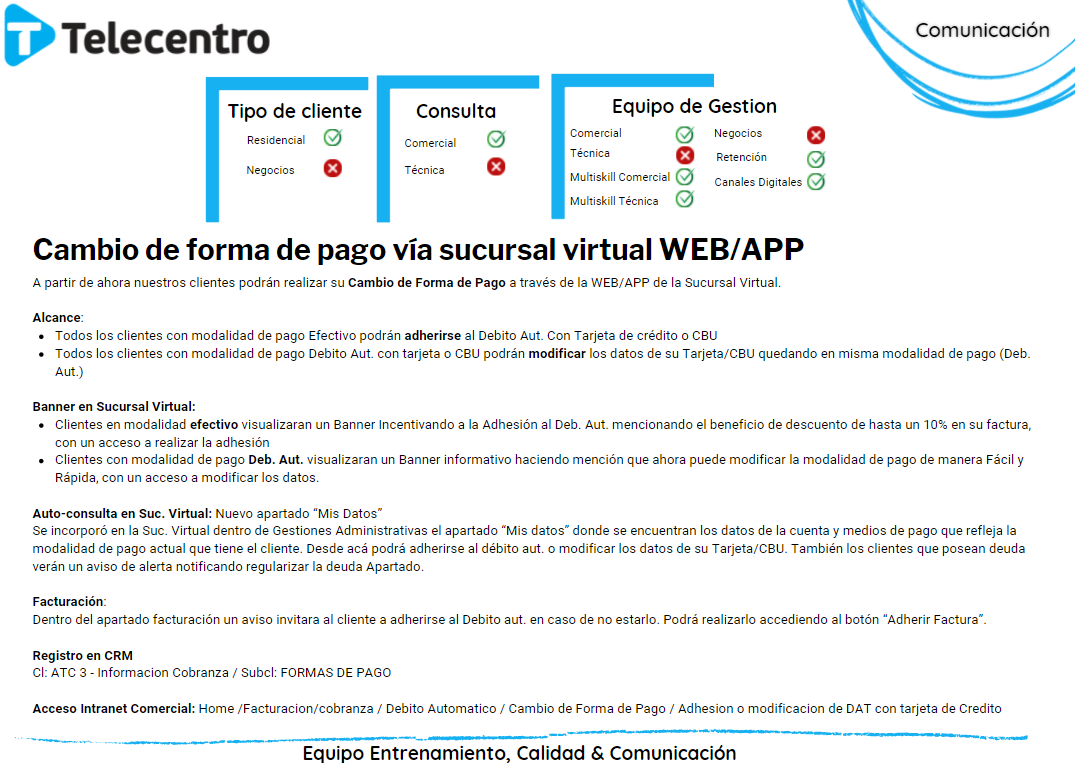 Telecentro
Comunicación
Tipo de cliente
Residencial
Negocios
Consulta
Comercial
Técnica
Equipo de Gestion
Comercial
Técnica
Multiskill Comercial
Multiskill Técnica
Negocios
Retención
Canales Digitales
Cambio de forma de pago vía sucursal virtual WEB/APP
A partir de ahora nuestros clientes podrán realizar su Cambio de Forma de Pago a través de la WEB/APP de la Sucursal Virtual.
Alcance:
• Todos los clientes con modalidad de pago Efectivo podrán adherirse al Debito Aut. Con Tarjeta de crédito o CBU
• Todos los clientes con modalidad de pago Debito Aut. con tarjeta o CBU podrán modificar los datos de su Tarjeta/CBU quedando en misma modalidad de pago (Deb.
Aut.)
Banner en Sucursal Virtual:
• Clientes en modalidad efectivo visualizaran un Banner Incentivando a la Adhesión al Deb. Aut. mencionando el beneficio de descuento de hasta un 10% en su factura,
con un acceso a realizar la adhesión
• Clientes con modalidad de pago Deb. Aut. visualizaran un Banner informativo haciendo mención que ahora puede modificar la modalidad de pago de manera Fácil y
Rápida, con un acceso a modificar los datos.
Auto-consulta en Suc. Virtual: Nuevo apartado “Mis Datos”
Se incorporó en la Suc. Virtual dentro de Gestiones Administrativas el apartado “Mis datos” donde se encuentran los datos de la cuenta y medios de pago que refleja la
modalidad de pago actual que tiene el cliente. Desde acá podrá adherirse al débito aut. o modificar los datos de su Tarjeta/CBU. También los clientes que posean deuda
verán un aviso de alerta notificando regularizar la deuda Apartado.
Facturación:
Dentro del apartado facturación un aviso invitara al cliente a adherirse al Debito aut. en caso de no estarlo. Podrá realizarlo accediendo al botón “Adherir Factura”.
Registro en CRM
Cl: ATC 3 - Informacion Cobranza / Subcl: FORMAS DE PAGO
Acceso Intranet Comercial: Home /Facturacion/cobranza / Debito Automatico / Cambio de Forma de Pago / Adhesion o modificacion de DAT con tarjeta de Credito
Equipo Entrenamiento, Calidad & Comunicación